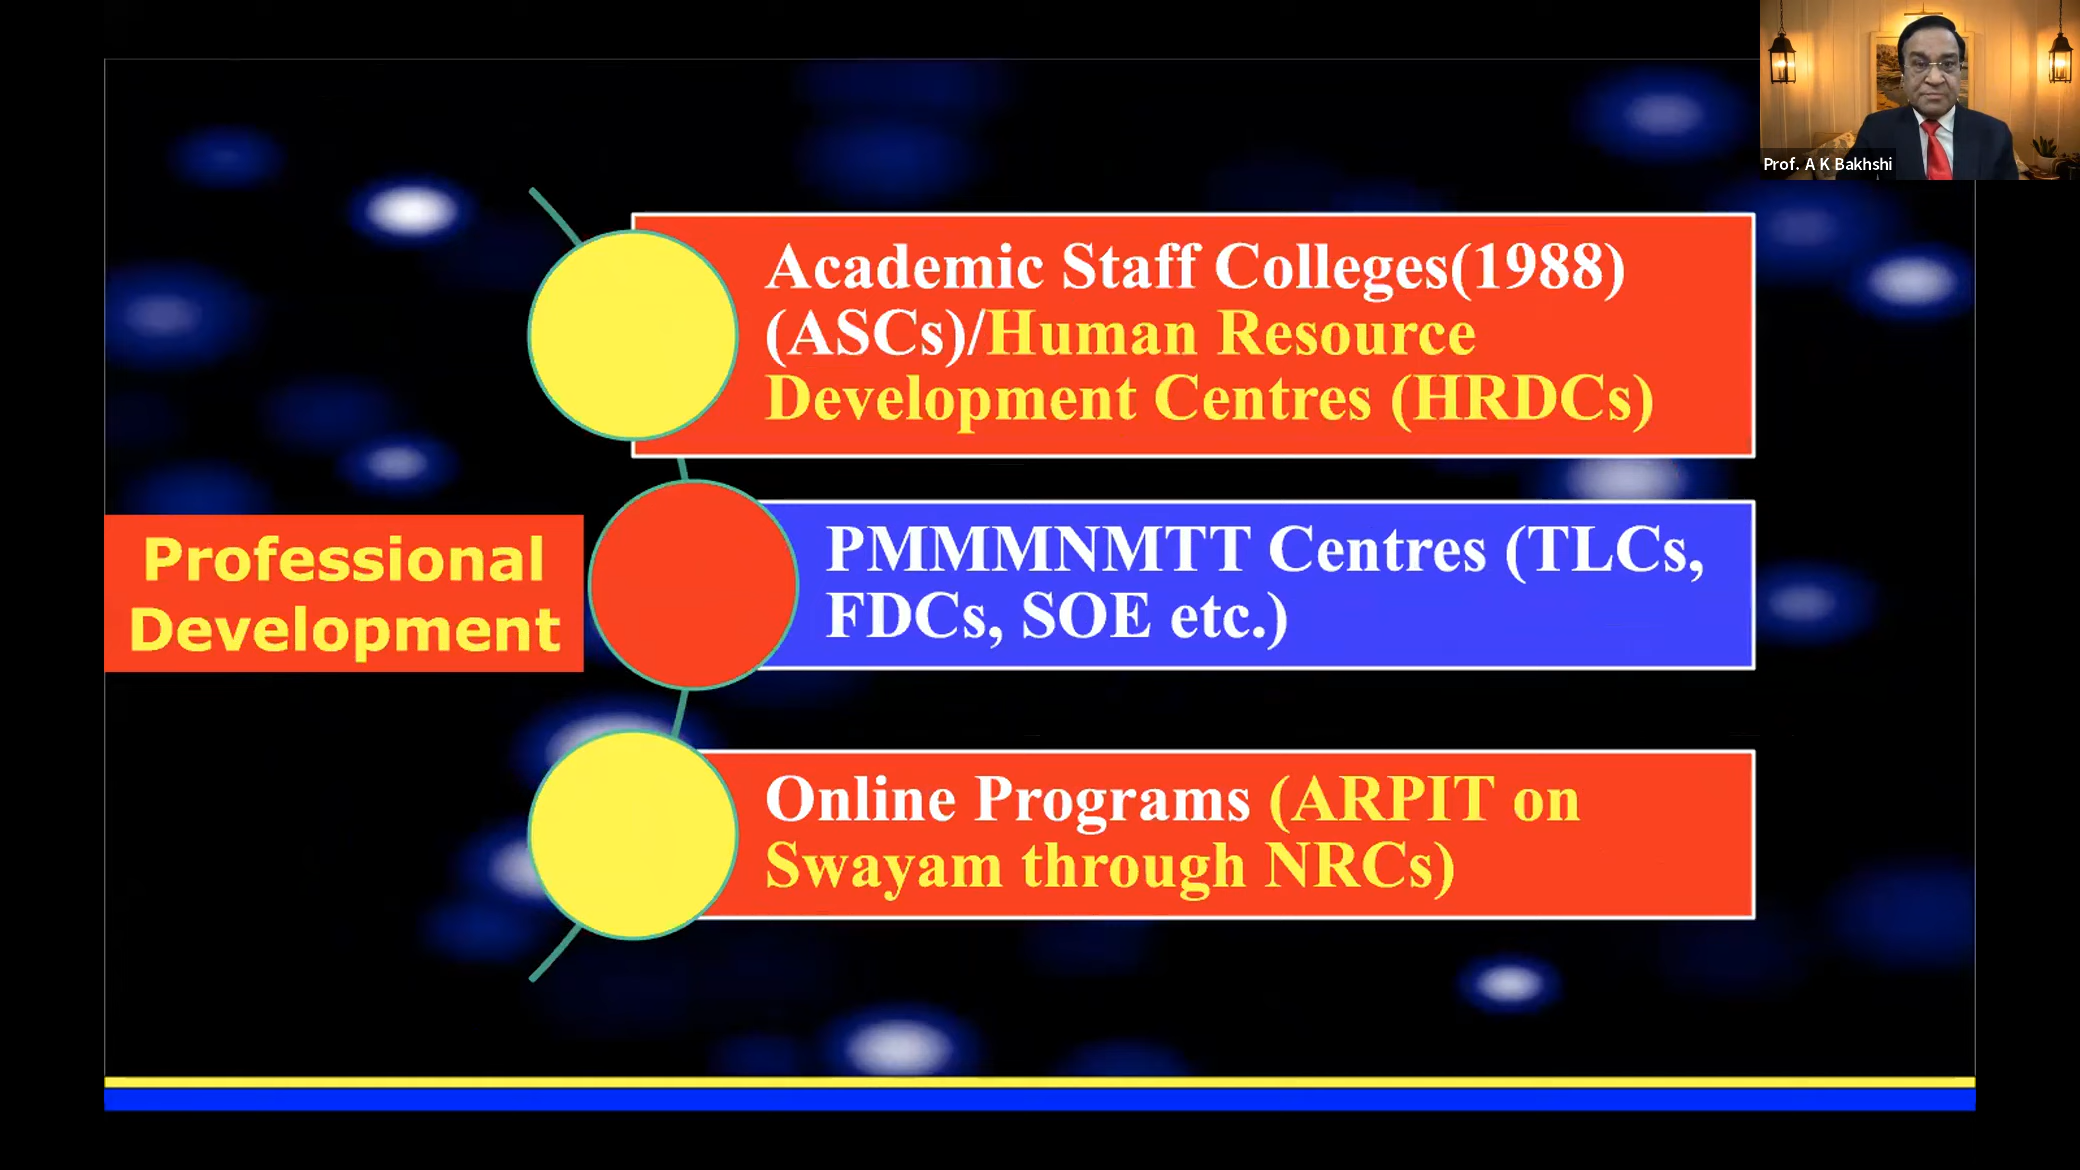 Prof. A K Bakhshi
Academic Staff Colleges(1988)
(ASCs)/Human Resource
Development Centres (HRDCs)
Professional
Development
PMMMNMTT Centres (TLCs,
FDCs, SOE etc.)
Online Programs (ARPIT on
Swayam through NRCs)